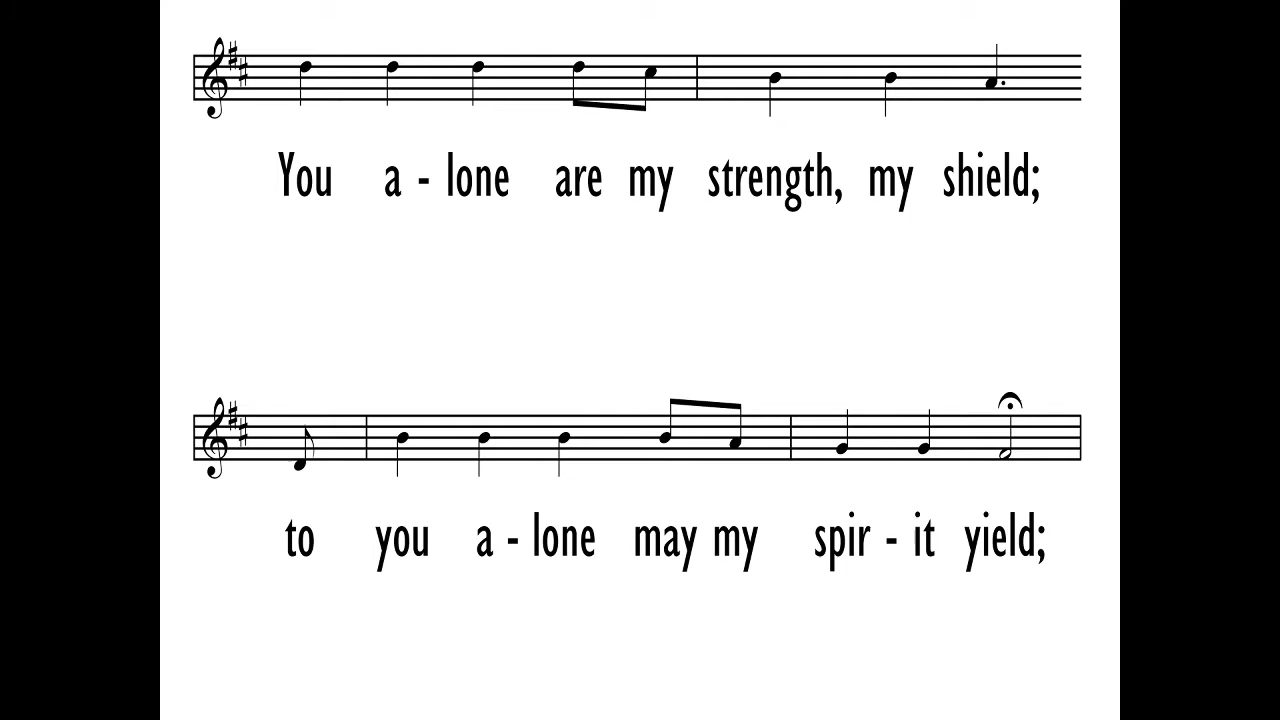 You a - lone are my strength, my shield;
to you a - lone may my spir - it yield;